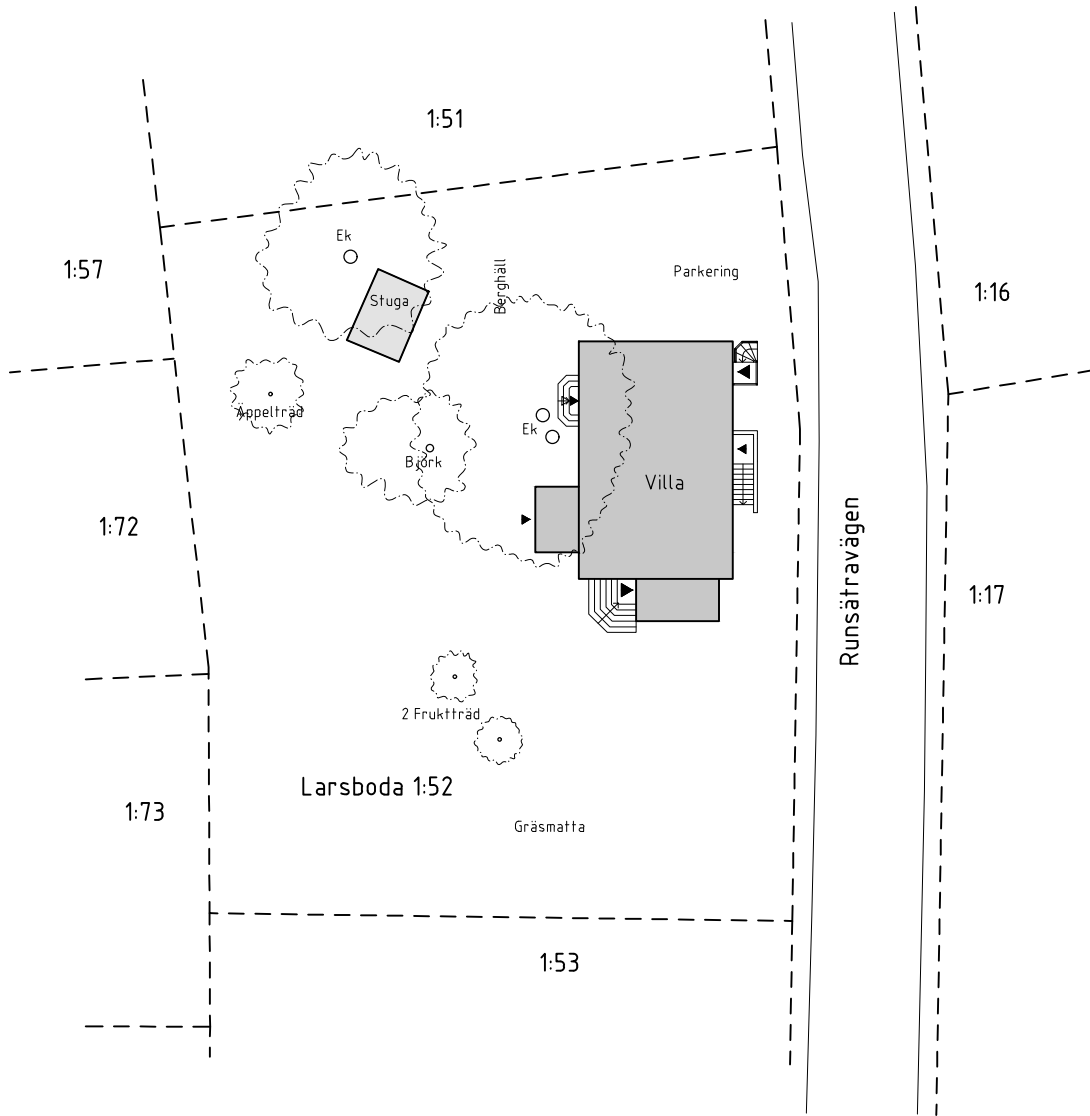 1:51
Ek
1:57
Berghäll
Parkering
1:16
Stuga
Äppelträd
Ek
Björk
Villa
1:72
Runsätravägen
1:17
2 Fruktträd
Larsboda 1:52
1:73
Gräsmatta
1:53